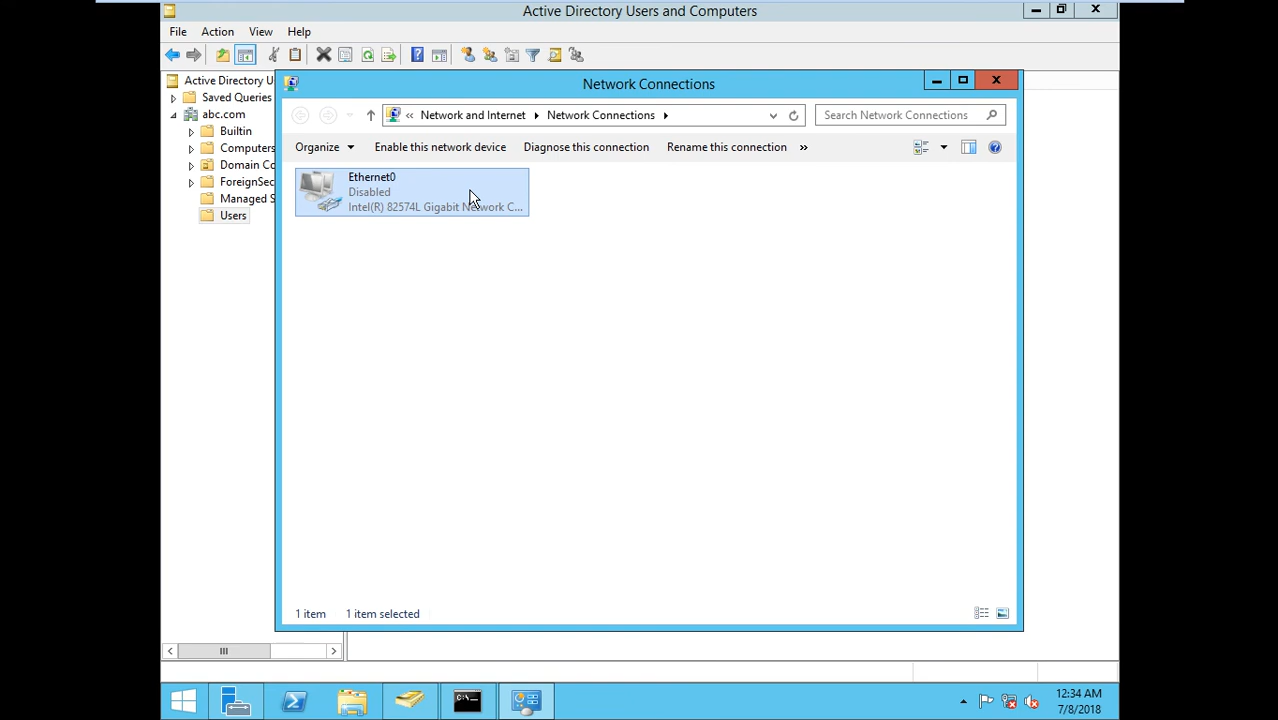 Active Directory Users and Computers
File Action View Help
Active Directory U
Saved Queries
abc.com
Builtin
Computers
Domain Co
ForeignSec
Managed S
Users
Network Connections
« Network and Internet Network Connections
Search Network Connections
Organize Enable this network device Diagnose this connection Rename this connection »
Ethernet0
Disabled
Intel(R) 82574L Gigabit Network C...
1 item 1 item selected
12:34 AM
7/8/2018